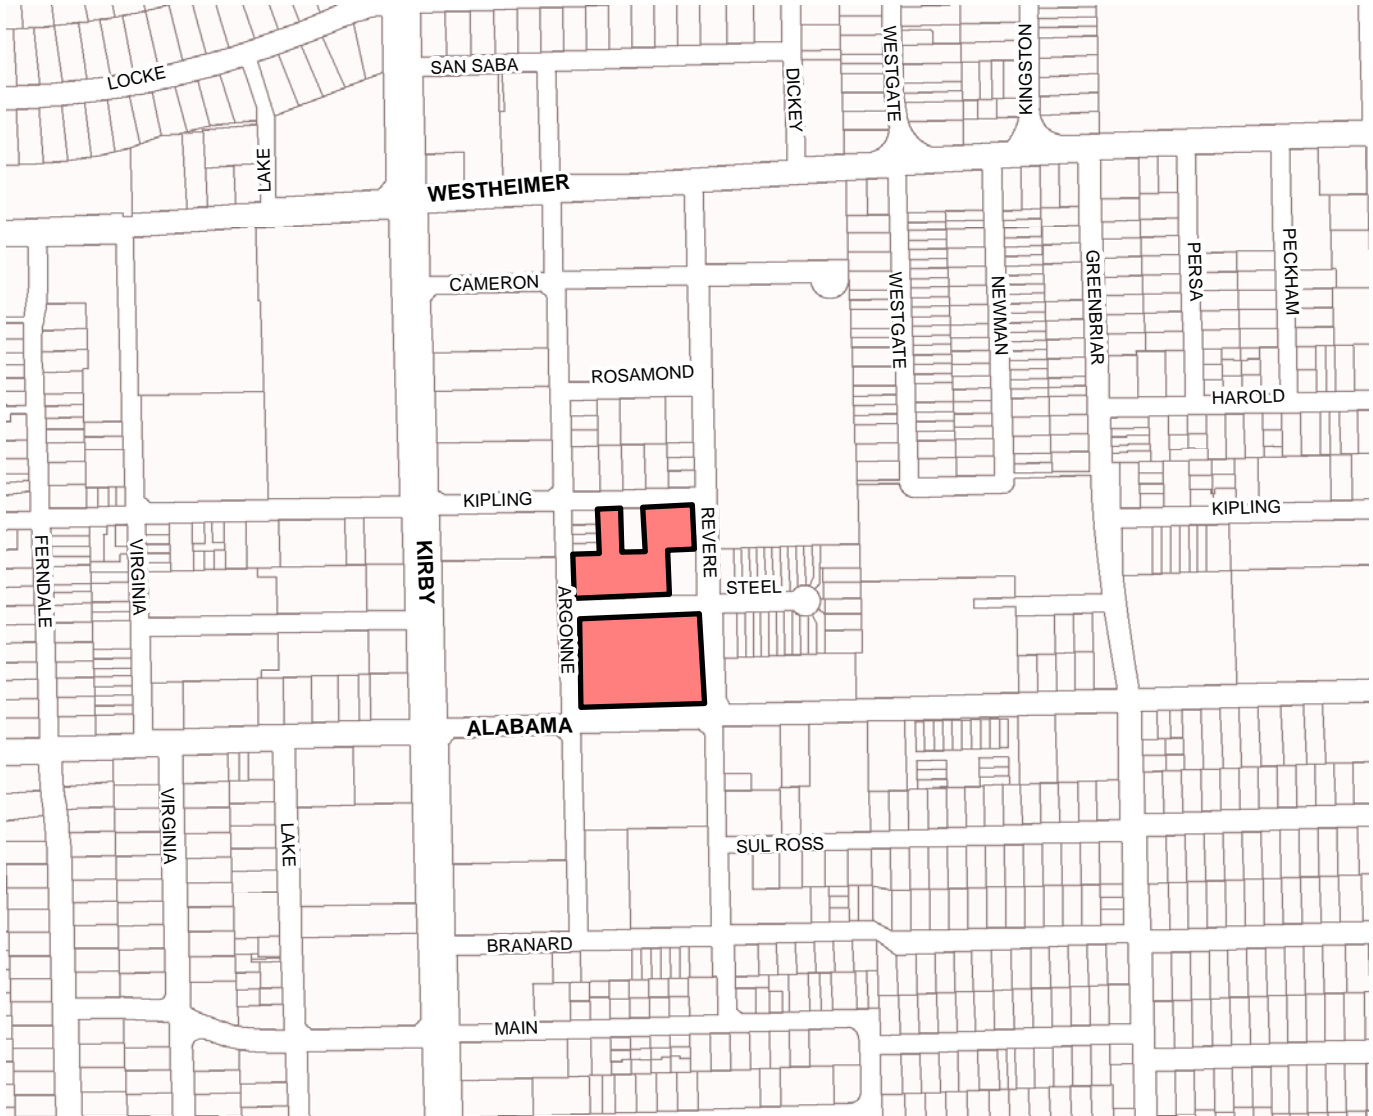 WESTGATE
KINGSTON
SAN SABA
LOCKE
DICKEY
LAKE
WESTHEIMER
PERSA
PECKHAM
GREENBRIAR
CAMERON
WESTGATE
NEWMAN
ROSAMOND
HAROLD
KIPLING
KIPLING
REVERE
FERNDALE
VIRGINIA
KIRBY
STEEL
ARGONNE
ALABAMA
VIRGINIA
LAKE
SUL ROSS
BRANARD
MAIN